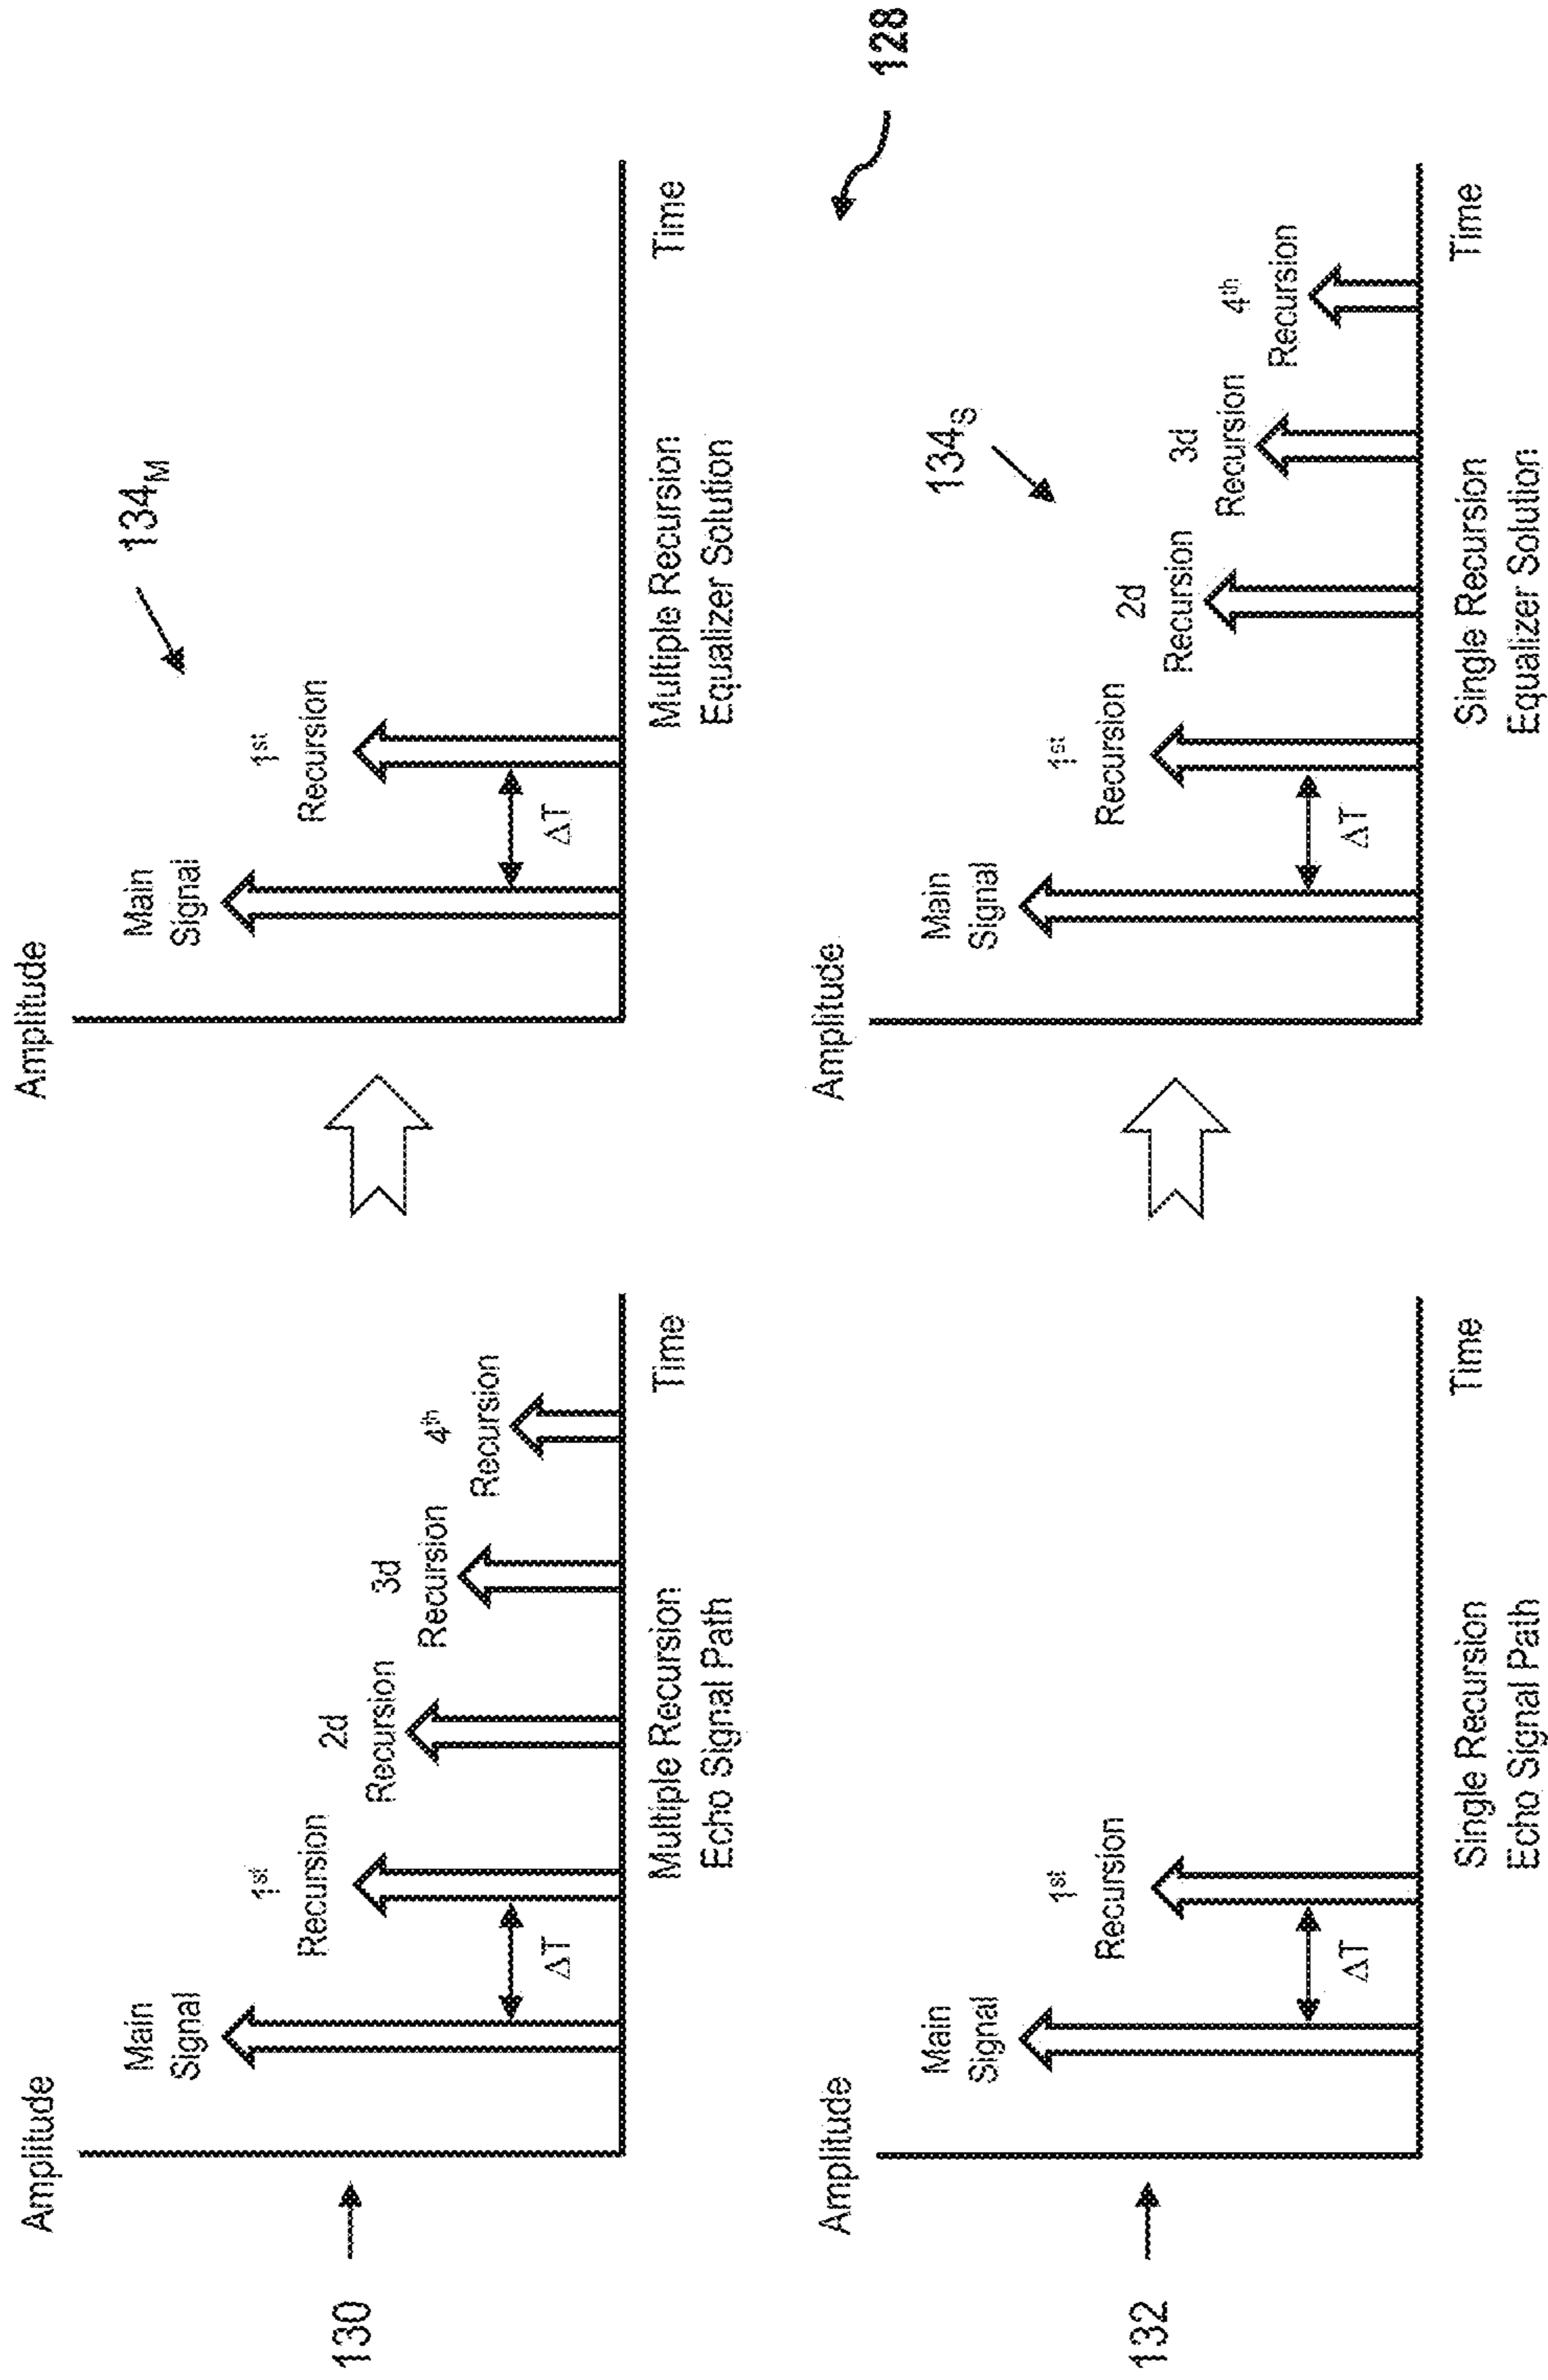 130
Amplitude
Main
Signal
ΔT
1st
Recursion
2d
Recursion
3d
Recursion
4th
Recursion
Time
Multiple Recursion
Echo Signal Path
Amplitude
Main
Signal
ΔT
1st
Recursion
134M
Time
Multiple Recursion
Equalizer Solution
132
Amplitude
Main
Signal
ΔT
1st
Recursion
Time
Single Recursion
Echo Signal Path
Amplitude
Main
Signal
ΔT
1st
Recursion
2d
Recursion
3d
Recursion
4th
Recursion
134S
Time
Single Recursion
Equalizer Solution
128